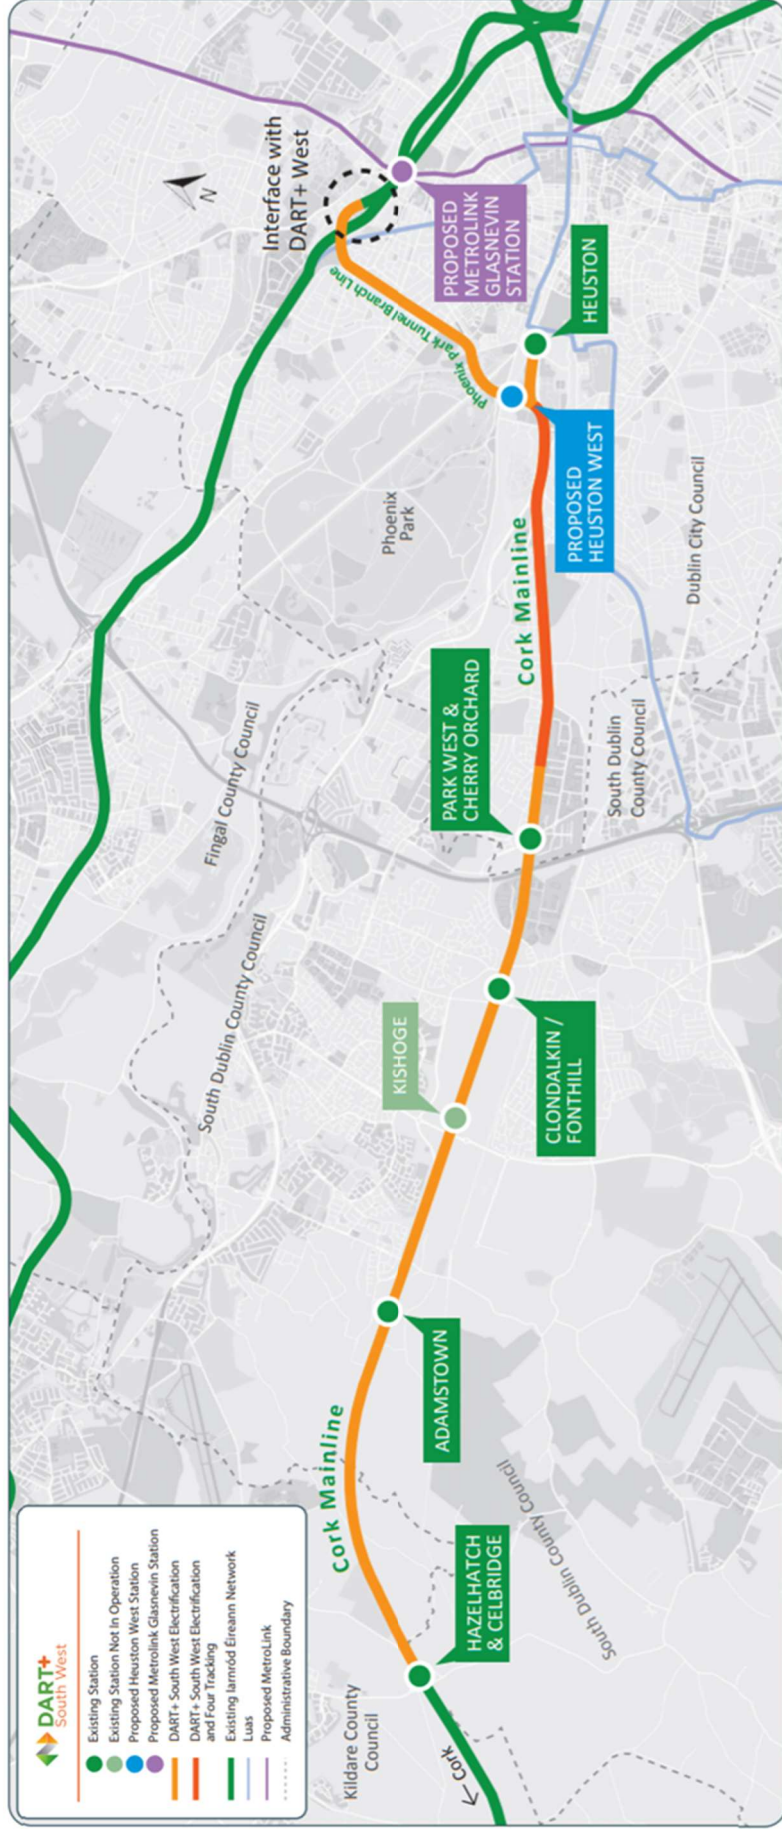 DART+
South West
Existing Station
Existing Station Not In Operation
Proposed Heuston West Station
Proposed Metrolink Glasnevin Station
DART+ South West Electrification
DART+ South West Electrification
and Four Tracking
Existing Iarnród Éireann Network
Luas
Proposed MetroLink
Administrative Boundary
Kildare County
Council
← Cork
HAZELHATCH
& CELBRIDGE
Cork Mainline
South Dublin County Council
ADAMSTOWN
KISHOGE
CLONDALKIN /
FONTHILL
South Dublin County Council
Fingal County Council
PARK WEST &
CHERRY ORCHARD
South Dublin
County Council
Cork Mainline
Phoenix
Park
Dublin City Council
PROPOSED
HEUSTON WEST
HEUSTON
Phoenix Park Tunnel Branch Line
PROPOSED
METROLINK
GLASNEVIN
STATION
Interface with
DART+ West
N